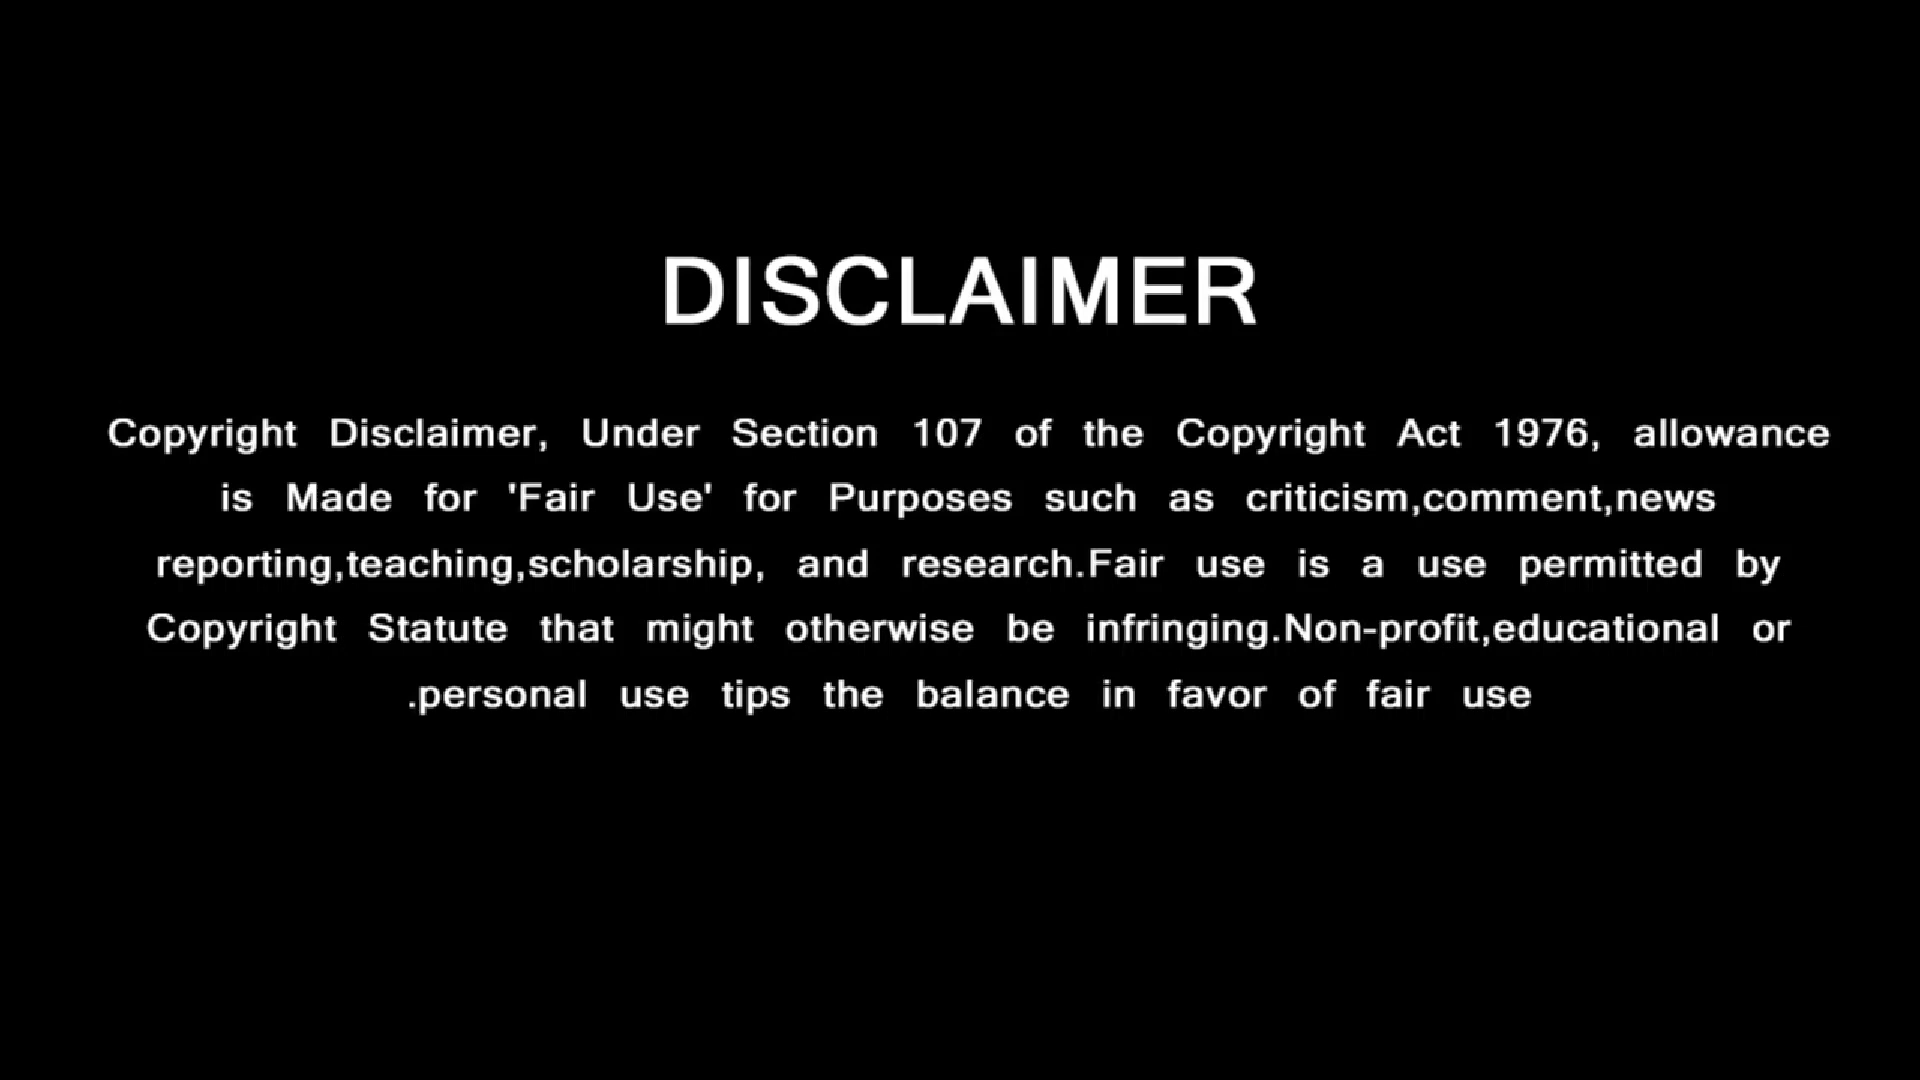 DISCLAIMER
Copyright Disclaimer, Under Section 107 of the Copyright Act 1976, allowance
is Made for 'Fair Use' for Purposes such as criticism,comment,news
reporting,teaching,scholarship, and research.Fair use is a use permitted by
Copyright Statute that might otherwise be infringing.Non-profit,educational or
.personal use tips the balance in favor of fair use